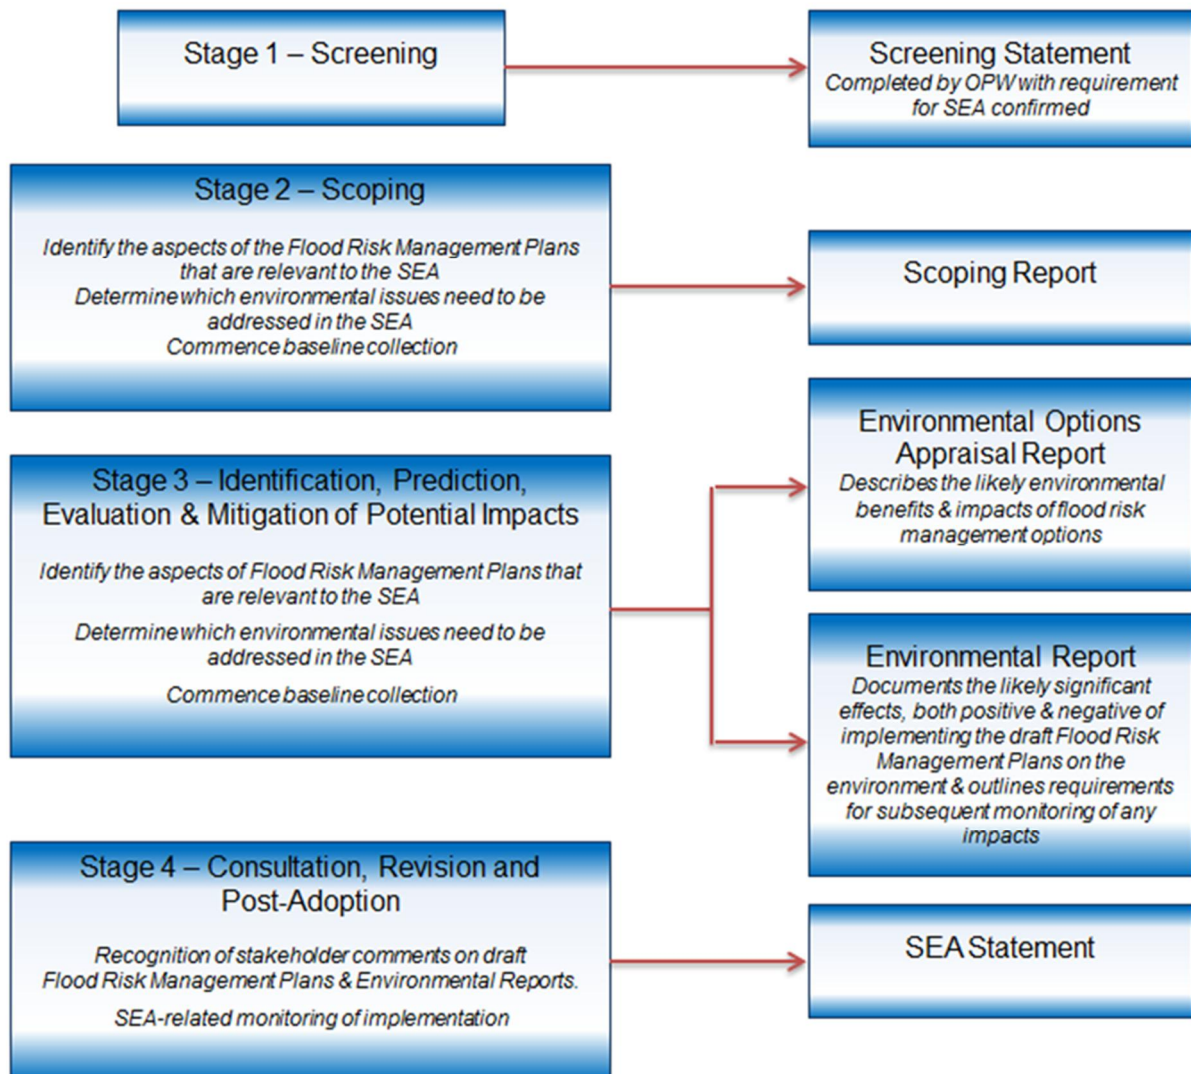 Stage 1 – Screening
Screening Statement
Completed by OPW with requirement
for SEA confirmed
Stage 2 – Scoping
Identify the aspects of the Flood Risk Management Plans
that are relevant to the SEA
Determine which environmental issues need to be
addressed in the SEA
Commence baseline collection
Scoping Report
Stage 3 – Identification, Prediction,
Evaluation & Mitigation of Potential Impacts
Identify the aspects of Flood Risk Management Plans that
are relevant to the SEA
Determine which environmental issues need to be
addressed in the SEA
Commence baseline collection
Environmental Options
Appraisal Report
Describes the likely environmental
benefits & impacts of flood risk
management options
Environmental Report
Documents the likely significant
effects, both positive & negative of
implementing the draft Flood Risk
Management Plans on the
environment & outlines requirements
for subsequent monitoring of any
impacts
Stage 4 – Consultation, Revision and
Post-Adoption
Recognition of stakeholder comments on draft
Flood Risk Management Plans & Environmental Reports.
SEA-related monitoring of implementation
SEA Statement